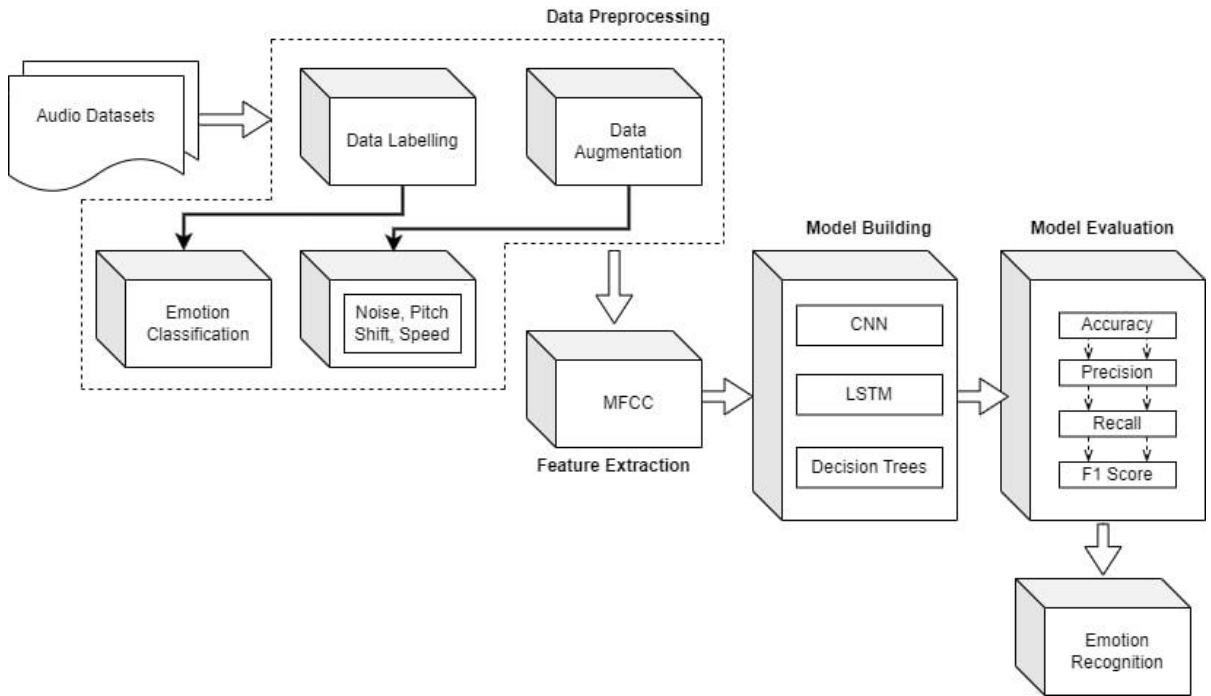 Data Preprocessing
Audio Datasets
Data Labelling
Data
Augmentation
Emotion
Classification
Noise, Pitch
Shift, Speed
MFCC
Feature Extraction
Model Building
CNN
LSTM
Decision Trees
Model Evaluation
Accuracy
Precision
Recall
F1 Score
Emotion
Recognition